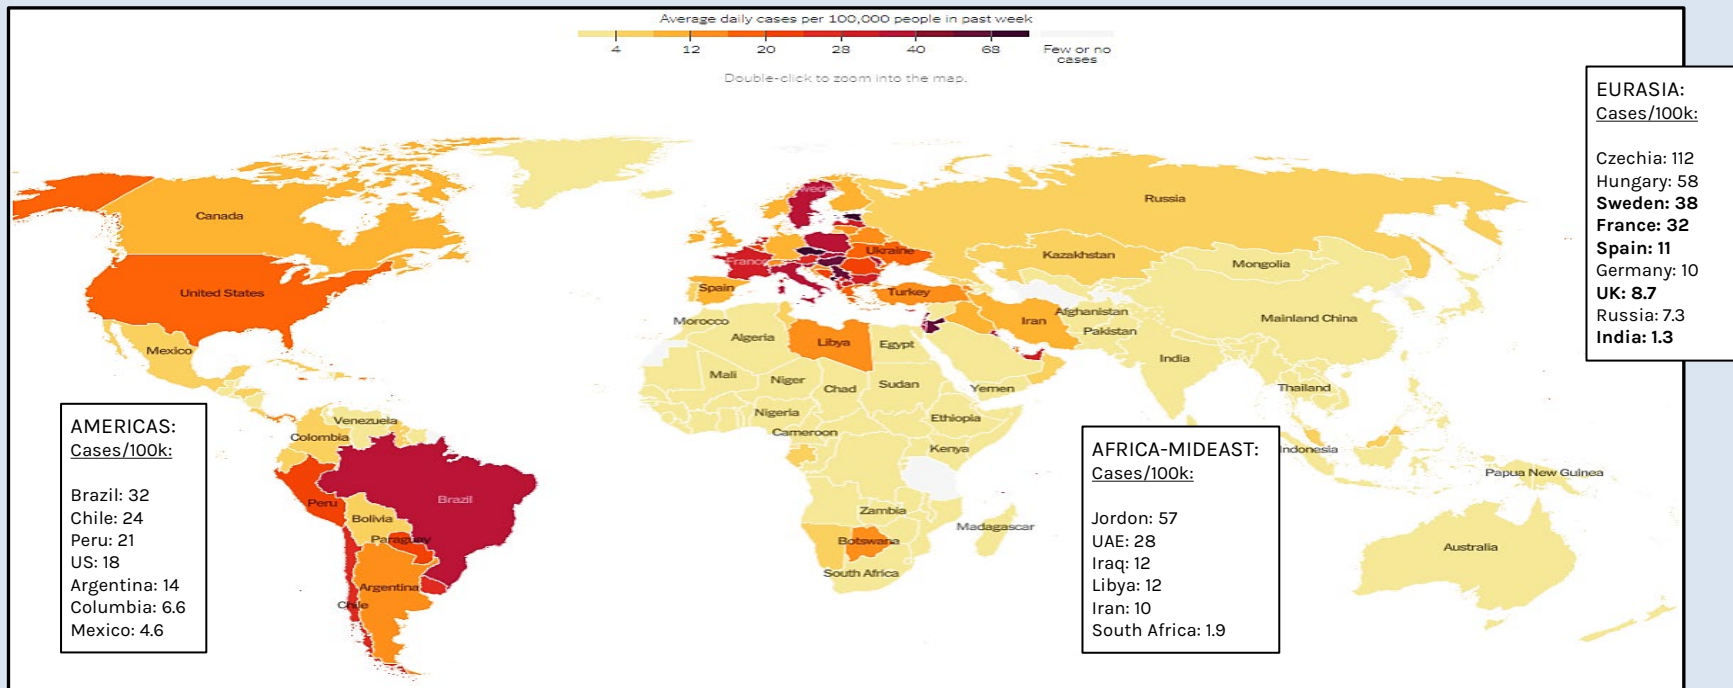 Average daily cases per 100,000 people in past week
4 12 20 28 40 68 Few or no cases
Double-click to zoom into the map.
EURASIA:
Cases/100k:
Czechia: 112
Hungary: 58
Sweden: 38
France: 32
Spain: 11
Germany: 10
UK: 8.7
Russia: 7.3
India: 1.3
Canada
United States
Mexico
Russia
Ukraine
France
Spain
Turkey
Kazakhstan
Mongolia
Mainland China
Afghanistan
Pakistan
Iran
India
Thailand
Morocco
Algeria
Libya
Egypt
Mali
Niger
Chad
Sudan
Yemen
Nigeria
Ethiopia
Cameroon
Kenya
Venezuela
Colombia
Peru
Brazil
Bolivia
Paraguay
Argentina
Chile
Zambia
Madagascar
Botswana
South Africa
Papua New Guinea
Australia
AMERICAS:
Cases/100k:
Brazil: 32
Chile: 24
Peru: 21
US: 18
Argentina: 14
Columbia: 6.6
Mexico: 4.6
AFRICA-MIDEAST:
Cases/100k:
Jordon: 57
UAE: 28
Iraq: 12
Libya: 12
Iran: 10
South Africa: 1.9